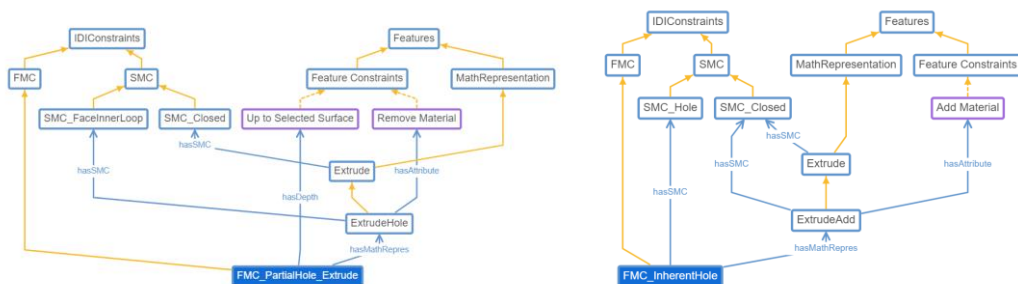 IDIConstraints
Features
FMC
SMC
Feature Constraints
MathRepresentation
SMC_FaceInnerLoop
SMC_Closed
Up to Selected Surface
Remove Material
hasSMC
Extrude
hasSMC
hasDepth
hasAttribute
ExtrudeHole
hasMathRepres
FMC_PartialHole_Extrude
IDIConstraints
Features
FMC
SMC
MathRepresentation
Feature Constraints
SMC_Hole
SMC_Closed
Add Material
hasSMC
hasSMC
Extrude
hasSMC
hasAttribute
ExtrudeAdd
hasMathRepres
FMC_InherentHole